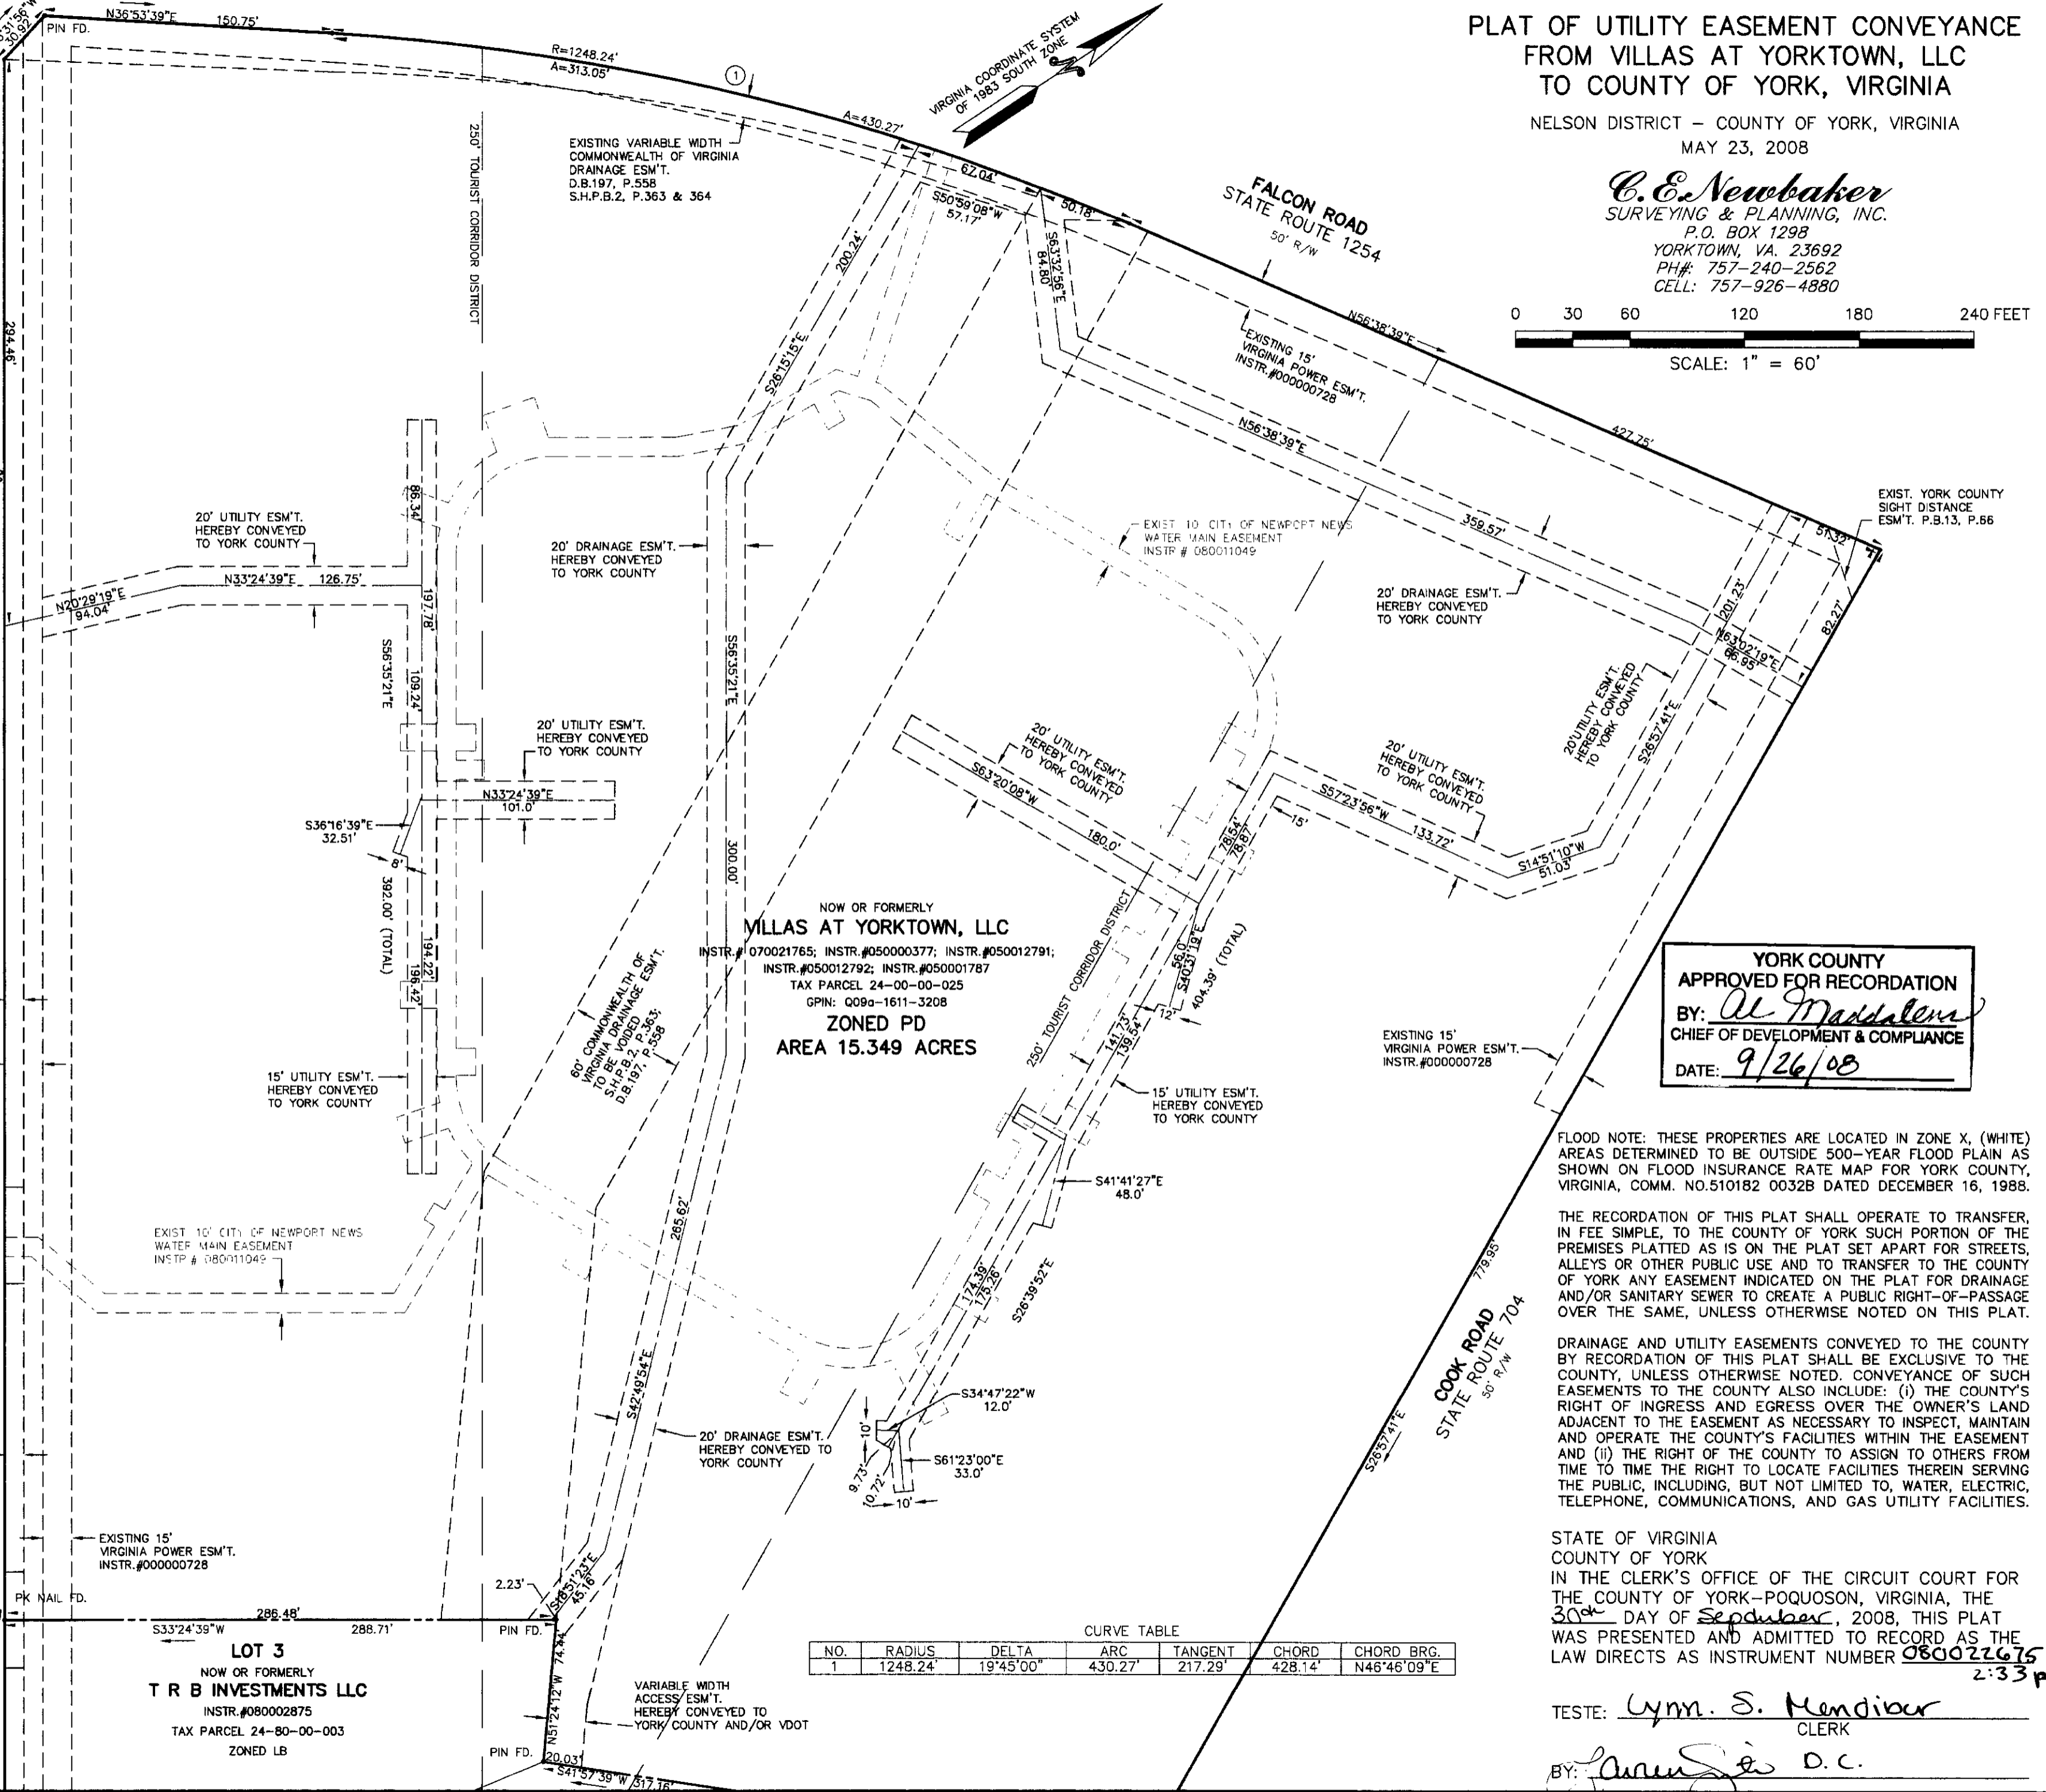 PLAT OF UTILITY EASEMENT CONVEYANCE
FROM VILLAS AT YORKTOWN, LLC
TO COUNTY OF YORK, VIRGINIA
NELSON DISTRICT – COUNTY OF YORK, VIRGINIA
MAY 23, 2008
C.E.Newbaker
SURVEYING & PLANNING, INC.
P.O. BOX 1298
YORKTOWN, VA. 23692
PH#: 757-240-2562
CELL: 757-926-4880
0 30 60 120 180 240 FEET
SCALE: 1" = 60'
30.92'
PIN FD.
N36°53'39"E
150.75'
R=1248.24'
A=313.05'
1
A=430.27'
VIRGINIA COORDINATE SYSTEM
OF 1983 SOUTH ZONE
EXISTING VARIABLE WIDTH
COMMONWEALTH OF VIRGINIA
DRAINAGE ESM'T.
D.B.197, P.558
S.H.P.B.2, P.363 & 364
250' TOURIST CORRIDOR DISTRICT
67.04'
S50°59'08"W
57.17'
50.18'
FALCON ROAD
STATE ROUTE 1254
50' R/W
200.24'
S26°15'15"E
S63°32'56"E
84.80'
EXISTING 15'
VIRGINIA POWER ESM'T.
INSTR.#000000728
N56°38'39"E
427.75'
N56°38'39"E
359.57'
EXIST. YORK COUNTY
SIGHT DISTANCE
ESM'T. P.B.13, P.66
51.32'
82.27'
201.23'
N63°02'19"E
66.95'
294.46'
20' UTILITY ESM'T.
HEREBY CONVEYED
TO YORK COUNTY
86.34'
N33°24'39"E 126.75'
N20°29'19"E
94.04'
197.78'
S56°35'21"E
109.24'
20' DRAINAGE ESM'T.
HEREBY CONVEYED
TO YORK COUNTY
S56°35'21"E
300.00'
EXIST 10' CITY OF NEWPORT NEWS
WATER MAIN EASEMENT
INSTR # 080011049
20' DRAINAGE ESM'T.
HEREBY CONVEYED
TO YORK COUNTY
20' UTILITY ESM'T.
HEREBY CONVEYED
TO YORK COUNTY
S26°57'41"E
20' UTILITY ESM'T.
HEREBY CONVEYED
TO YORK COUNTY
N33°24'39"E
101.0'
20' UTILITY ESM'T.
HEREBY CONVEYED
TO YORK COUNTY
S63°20'08"W
180.0'
20' UTILITY ESM'T.
HEREBY CONVEYED
TO YORK COUNTY
S57°23'56"W
133.72'
15'
78.54'
78.87'
S14°51'10"W
51.03'
S36°16'39"E
32.51'
8'
392.00' (TOTAL)
194.22'
196.42'
NOW OR FORMERLY
VILLAS AT YORKTOWN, LLC
INSTR.# 070021765; INSTR.#050000377; INSTR.#050012791;
INSTR.#050012792; INSTR.#050001787
TAX PARCEL 24-00-00-025
GPIN: Q09a-1611-3208
ZONED PD
AREA 15.349 ACRES
60' COMMONWEALTH OF
VIRGINIA DRAINAGE ESM'T.
TO BE VOIDED
S.H.P.B.2, P.363;
D.B.197, P.558
250' TOURIST CORRIDOR DISTRICT
56.0'
S40°31'19"E
404.39' (TOTAL)
12'
141.73'
139.54'
15' UTILITY ESM'T.
HEREBY CONVEYED
TO YORK COUNTY
15' UTILITY ESM'T.
HEREBY CONVEYED
TO YORK COUNTY
EXISTING 15'
VIRGINIA POWER ESM'T.
INSTR.#000000728
YORK COUNTY
APPROVED FOR RECORDATION
BY: Al Maddalena
CHIEF OF DEVELOPMENT & COMPLIANCE
DATE: 9/26/08
FLOOD NOTE: THESE PROPERTIES ARE LOCATED IN ZONE X, (WHITE)
AREAS DETERMINED TO BE OUTSIDE 500-YEAR FLOOD PLAIN AS
SHOWN ON FLOOD INSURANCE RATE MAP FOR YORK COUNTY,
VIRGINIA, COMM. NO.510182 0032B DATED DECEMBER 16, 1988.
THE RECORDATION OF THIS PLAT SHALL OPERATE TO TRANSFER,
IN FEE SIMPLE, TO THE COUNTY OF YORK SUCH PORTION OF THE
PREMISES PLATTED AS IS ON THE PLAT SET APART FOR STREETS,
ALLEYS OR OTHER PUBLIC USE AND TO TRANSFER TO THE COUNTY
OF YORK ANY EASEMENT INDICATED ON THE PLAT FOR DRAINAGE
AND/OR SANITARY SEWER TO CREATE A PUBLIC RIGHT-OF-PASSAGE
OVER THE SAME, UNLESS OTHERWISE NOTED ON THIS PLAT.
DRAINAGE AND UTILITY EASEMENTS CONVEYED TO THE COUNTY
BY RECORDATION OF THIS PLAT SHALL BE EXCLUSIVE TO THE
COUNTY, UNLESS OTHERWISE NOTED. CONVEYANCE OF SUCH
EASEMENTS TO THE COUNTY ALSO INCLUDE: (i) THE COUNTY'S
RIGHT OF INGRESS AND EGRESS OVER THE OWNER'S LAND
ADJACENT TO THE EASEMENT AS NECESSARY TO INSPECT, MAINTAIN
AND OPERATE THE COUNTY'S FACILITIES WITHIN THE EASEMENT
AND (ii) THE RIGHT OF THE COUNTY TO ASSIGN TO OTHERS FROM
TIME TO TIME THE RIGHT TO LOCATE FACILITIES THEREIN SERVING
THE PUBLIC, INCLUDING, BUT NOT LIMITED TO, WATER, ELECTRIC,
TELEPHONE, COMMUNICATIONS, AND GAS UTILITY FACILITIES.
EXIST 10' CITY OF NEWPORT NEWS
WATER MAIN EASEMENT
INSTR # 080011049
S41°41'27"E
48.0'
265.62'
S42°49'54"E
174.39'
175.26'
S26°39'52"E
779.95'
COOK ROAD
STATE ROUTE 704
50' R/W
S26°57'41"E
S34°47'22"W
12.0'
10'
9.73'
10.72'
S61°23'00"E
33.0'
10'
20' DRAINAGE ESM'T.
HEREBY CONVEYED TO
YORK COUNTY
EXISTING 15'
VIRGINIA POWER ESM'T.
INSTR.#000000728
2.23'
S18°51'23"E
45.16'
PK NAIL FD.
286.48'
S33°24'39"W 288.71'
PIN FD.
LOT 3
NOW OR FORMERLY
T R B INVESTMENTS LLC
INSTR.#080002875
TAX PARCEL 24-80-00-003
ZONED LB
N51°24'12"W 74.44'
VARIABLE WIDTH
ACCESS ESM'T.
HEREBY CONVEYED TO
YORK COUNTY AND/OR VDOT
PIN FD.
20.03'
S41°57'39"W 317.16'
CURVE TABLE
NO. RADIUS DELTA ARC TANGENT CHORD CHORD BRG.
1 1248.24' 19°45'00" 430.27' 217.29' 428.14' N46°46'09"E
STATE OF VIRGINIA
COUNTY OF YORK
IN THE CLERK'S OFFICE OF THE CIRCUIT COURT FOR
THE COUNTY OF YORK-POQUOSON, VIRGINIA, THE
30th DAY OF September, 2008, THIS PLAT
WAS PRESENTED AND ADMITTED TO RECORD AS THE
LAW DIRECTS AS INSTRUMENT NUMBER 080022675
2:33 p
TESTE: Lynn. S. Mendibur
CLERK
BY: D.C.